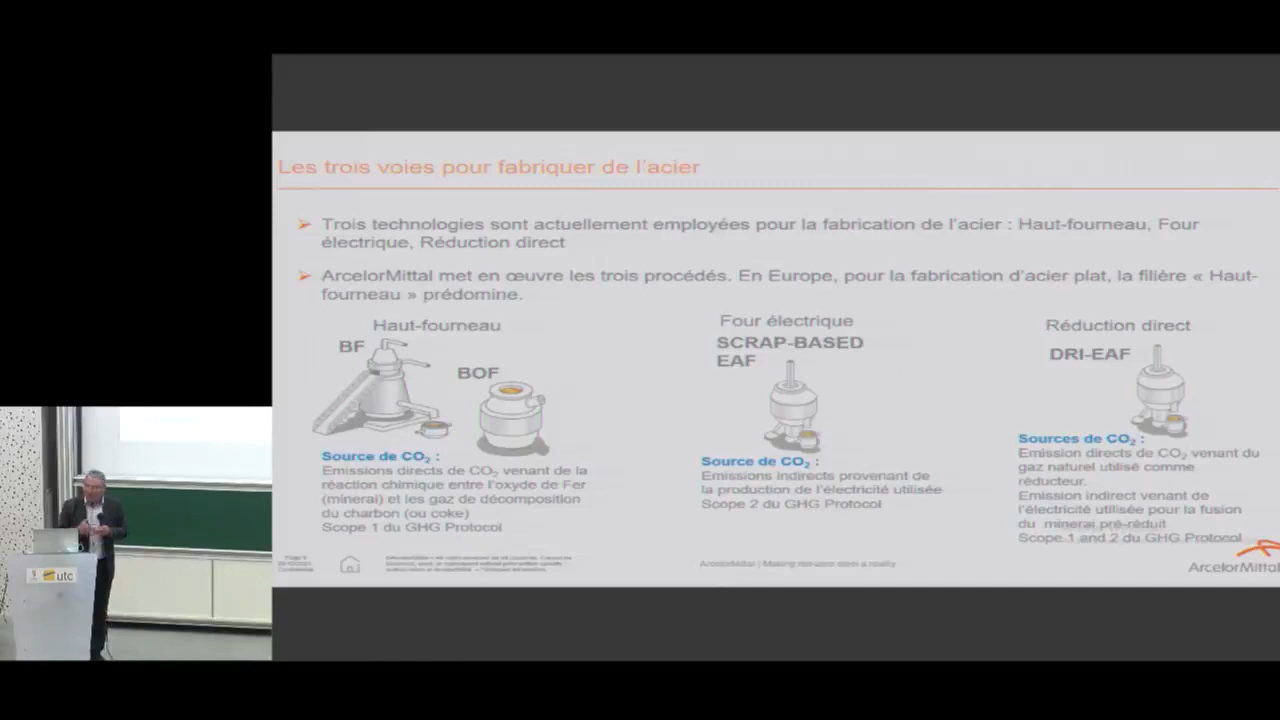 Les trois voies pour fabriquer de l'acier
➢ Trois technologies sont actuellement employées pour la fabrication de l'acier : Haut-fourneau, Four
électrique, Réduction direct
➢ ArcelorMittal met en œuvre les trois procédés. En Europe, pour la fabrication d'acier plat, la filière « Haut-
fourneau » prédomine.
Haut-fourneau
BF
BOF
Source de CO₂ :
Emissions directs de CO₂ venant de la
réaction chimique entre l'oxyde de Fer
(minerai) et les gaz de décomposition
du charbon (ou coke)
Scope 1 du GHG Protocol
Four électrique
SCRAP-BASED
EAF
Source de CO₂ :
Emissions indirects provenant de
la production de l'électricité utilisée
Scope 2 du GHG Protocol
Réduction direct
DRI-EAF
Sources de CO₂ :
Emission directs de CO₂ venant du
gaz naturel utilisé comme
réducteur.
Emission indirect venant de
l'électricité utilisée pour la fusion
du minerai pré-réduit
Scope 1 and 2 du GHG Protocol
ArcelorMittal
utc